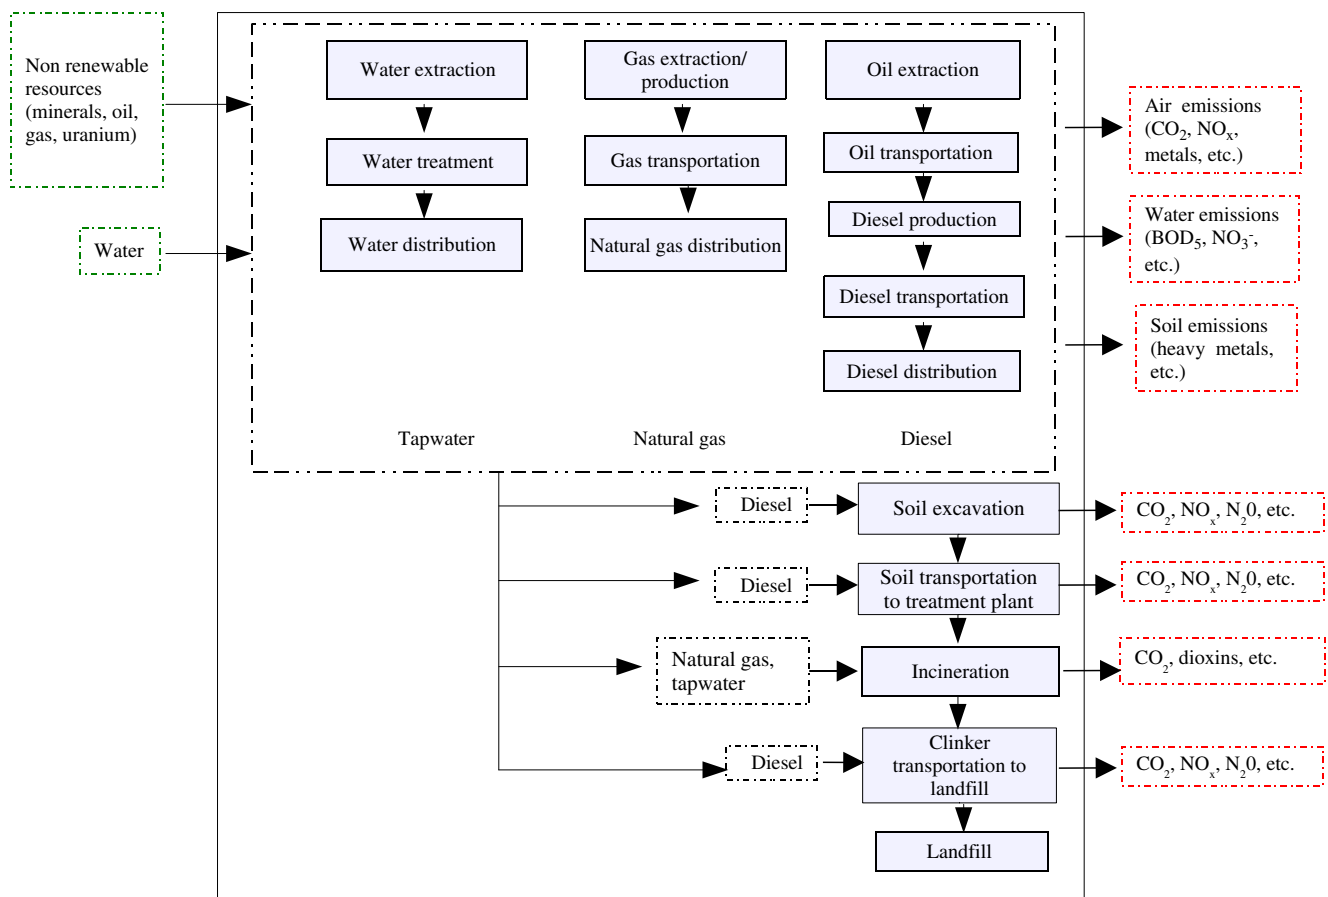 Non renewable
resources
(minerals, oil,
gas, uranium)
Water
Water extraction
Water treatment
Water distribution
Gas extraction/
production
Gas transportation
Natural gas distribution
Oil extraction
Oil transportation
Diesel production
Diesel transportation
Diesel distribution
Tapwater
Natural gas
Diesel
Air emissions
(CO₂, NOₓ,
metals, etc.)
Water emissions
(BOD₅, NO₃⁻,
etc.)
Soil emissions
(heavy metals,
etc.)
Diesel
Soil excavation
CO₂, NOₓ, N₂0, etc.
Diesel
Soil transportation
to treatment plant
CO₂, NOₓ, N₂0, etc.
Natural gas,
tapwater
Incineration
CO₂, dioxins, etc.
Diesel
Clinker
transportation to
landfill
CO₂, NOₓ, N₂0, etc.
Landfill